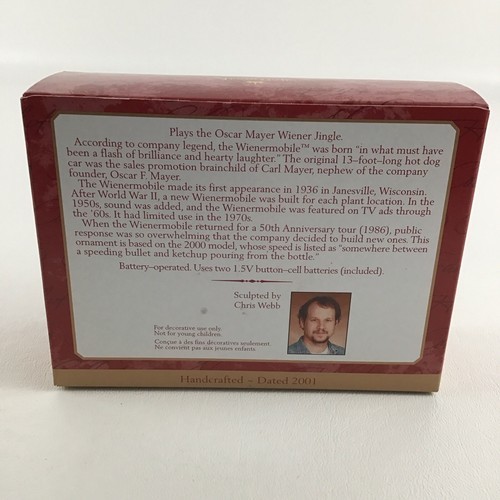 Plays the Oscar Mayer Wiener Jingle.
According to company legend, the Wienermobile™ was born "in what must have
been a flash of brilliance and hearty laughter." The original 13–foot–long hot dog
car was the sales promotion brainchild of Carl Mayer, nephew of the company
founder, Oscar F. Mayer.
The Wienermobile made its first appearance in 1936 in Janesville, Wisconsin.
After World War II, a new Wienermobile was built for each plant location. In the
1950s, sound was added, and the Wienermobile was featured on TV ads through
the '60s. It had limited use in the 1970s.
When the Wienermobile returned for a 50th Anniversary tour (1986), public
response was so overwhelming that the company decided to build new ones. This
ornament is based on the 2000 model, whose speed is listed as "somewhere between
a speeding bullet and ketchup pouring from the bottle."
Battery–operated. Uses two 1.5V button–cell batteries (included).
Sculpted by
Chris Webb
For decorative use only.
Not for young children.
Conçue à des fins décoratives seulement.
Ne convient pas aux jeunes enfants.
Handcrafted – Dated 2001